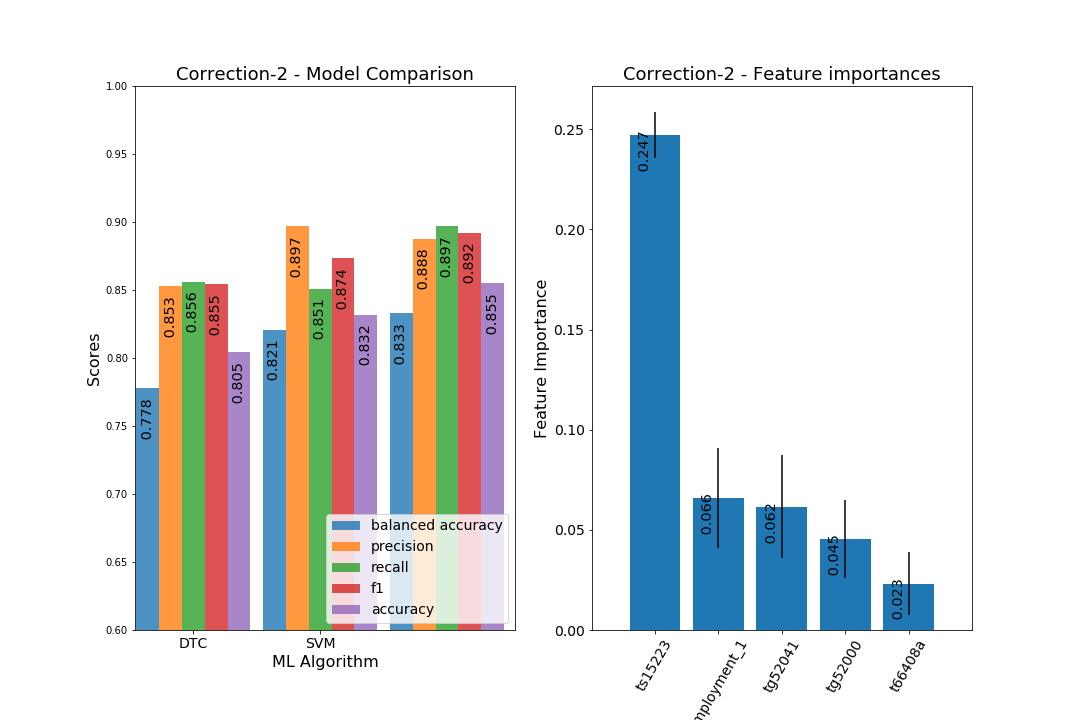 Correction-2 - Model Comparison
1.00
0.95
0.90
0.85
0.80
0.75
0.70
0.65
0.60
Scores
0.778
0.853
0.856
0.855
0.805
0.821
0.897
0.851
0.874
0.832
0.833
0.888
0.897
0.892
0.855
balanced accuracy
precision
recall
f1
accuracy
DTC
SVM
ML Algorithm
Correction-2 - Feature importances
0.25
0.20
0.15
0.10
0.05
0.00
Feature Importance
0.247
0.066
0.062
0.045
0.023
ts15223
mployment_1
tg52041
tg52000
t66408a